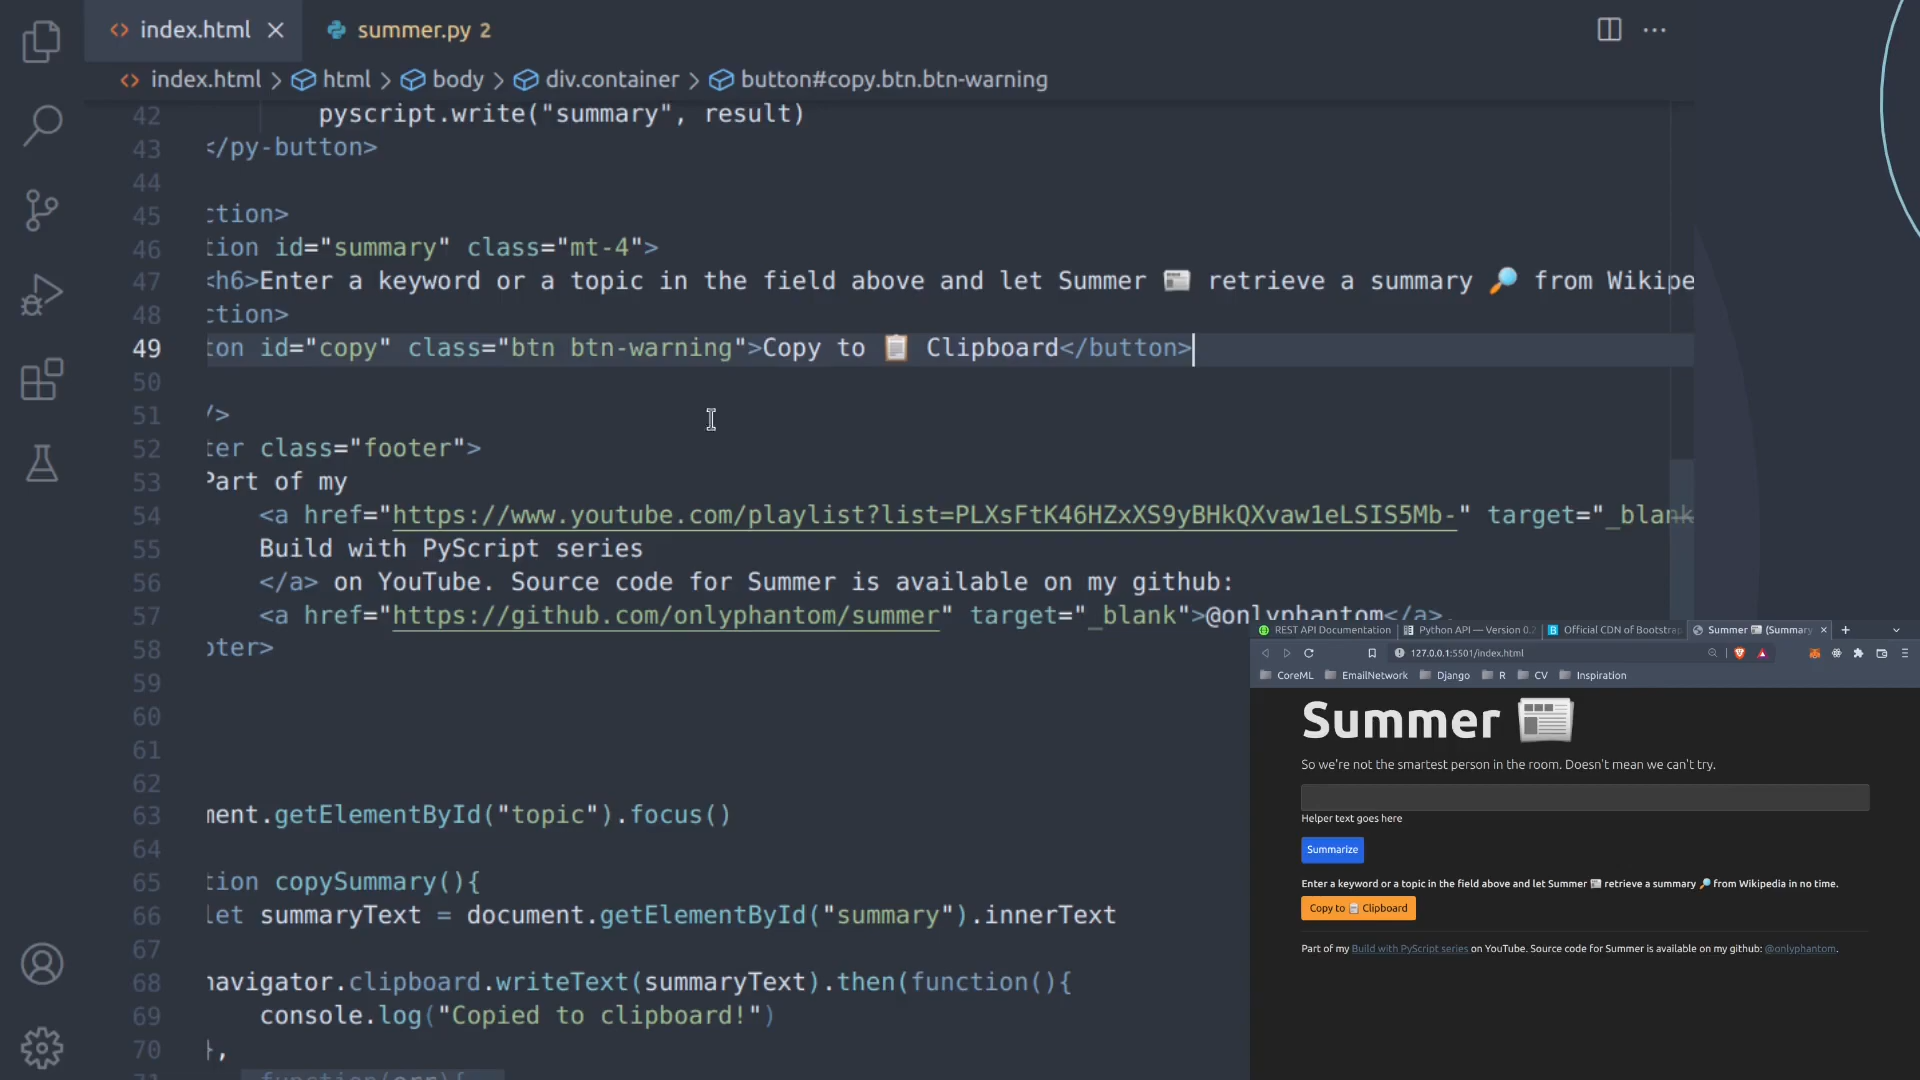 index.html
summer.py 2
index.html > html > body > div.container > button#copy.btn.btn-warning
42 pyscript.write("summary", result)
43 </py-button>
44
45 ction>
46 tion id="summary" class="mt-4">
47 <h6>Enter a keyword or a topic in the field above and let Summer 📰 retrieve a summary 🔎 from Wikipe
48 ction>
49 ton id="copy" class="btn btn-warning">Copy to 📋 Clipboard</button>
50
51 />
52 ter class="footer">
53 Part of my
54 <a href="https://www.youtube.com/playlist?list=PLXsFtK46HZxXS9yBHkQXvaw1eLSIS5Mb-" target="_blank
55 Build with PyScript series
56 </a> on YouTube. Source code for Summer is available on my github:
57 <a href="https://github.com/onlyphantom/summer" target="_blank">@onlyphantom</a>.
58 oter>
59
60
61
62
63 ment.getElementById("topic").focus()
64
65 tion copySummary(){
66 let summaryText = document.getElementById("summary").innerText
67
68 navigator.clipboard.writeText(summaryText).then(function(){
69 console.log("Copied to clipboard!")
70 },
71 function(err){
REST API Documentation
Python API — Version 0.2
Official CDN of Bootstrap
Summer 📰 (Summary
127.0.0.1:5501/index.html
CoreML EmailNetwork Django R CV Inspiration
Summer 📰
So we're not the smartest person in the room. Doesn't mean we can't try.
Helper text goes here
Summarize
Enter a keyword or a topic in the field above and let Summer 📰 retrieve a summary 🔎 from Wikipedia in no time.
Copy to 📋 Clipboard
Part of my Build with PyScript series on YouTube. Source code for Summer is available on my github: @onlyphantom.